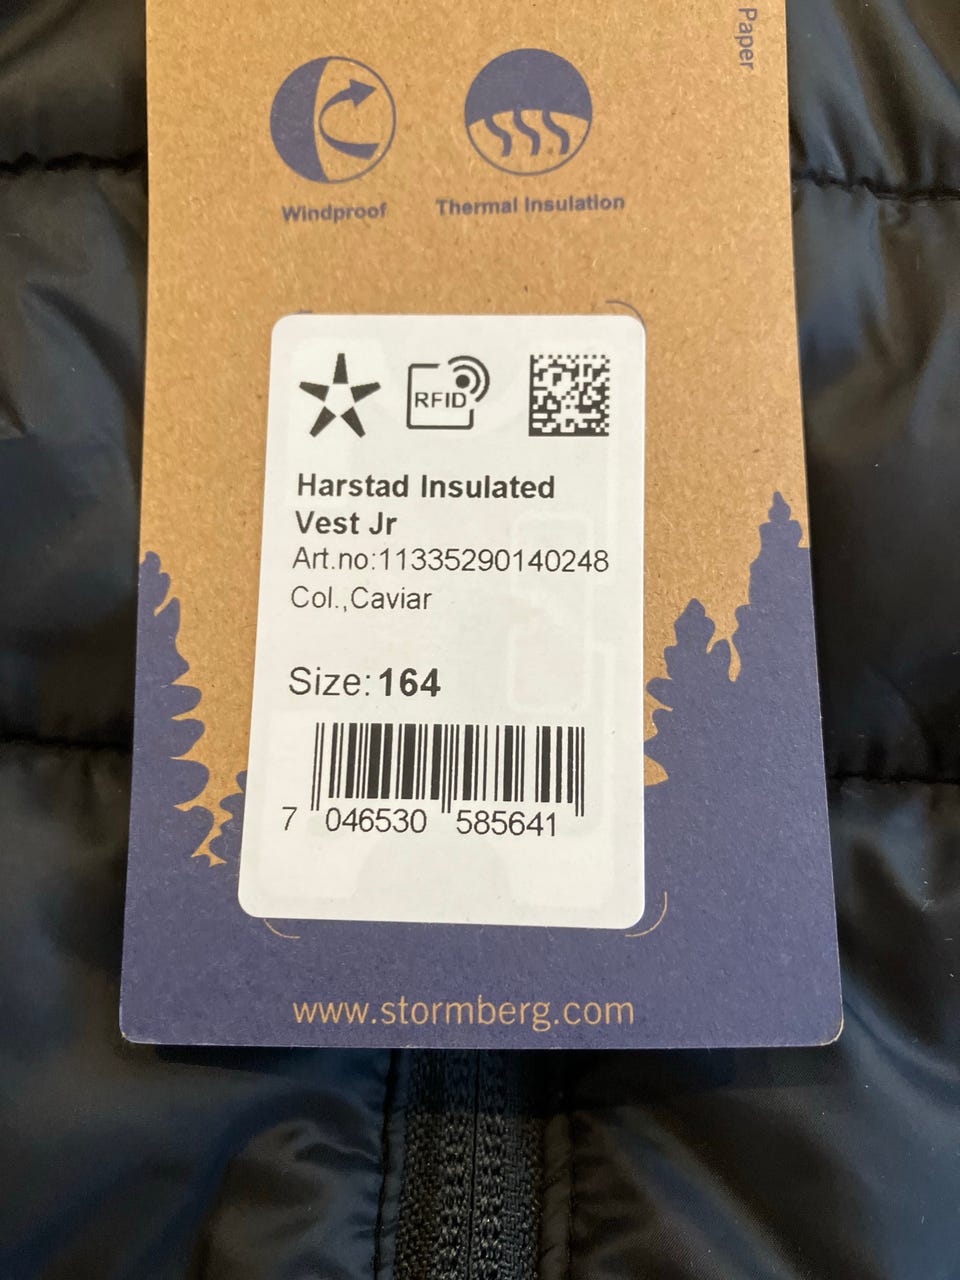 Paper
Windproof
Thermal Insulation
RFID
Harstad Insulated
Vest Jr
Art.no:11335290140248
Col.,Caviar
Size: 164
7 046530 585641
www.stormberg.com